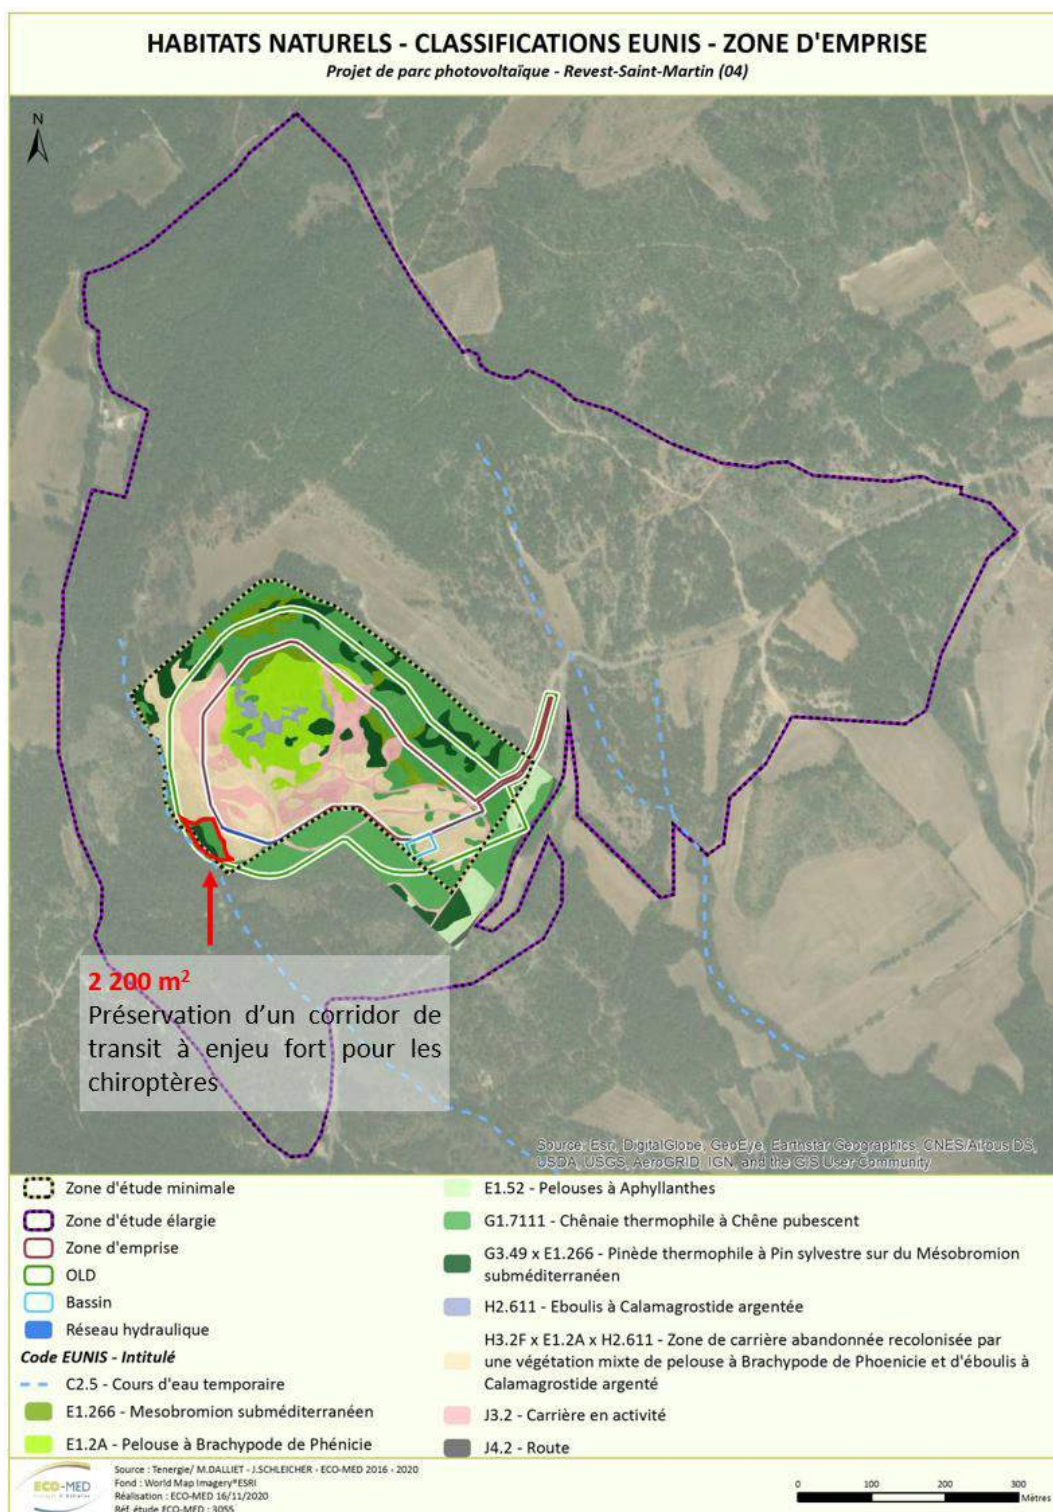 HABITATS NATURELS - CLASSIFICATIONS EUNIS - ZONE D'EMPRISE
Projet de parc photovoltaïque - Revest-Saint-Martin (04)
N
2 200 m²
Préservation d'un corridor de
transit à enjeu fort pour les
chiroptères
Source: Esri, DigitalGlobe, GeoEye, Earthstar Geographics, CNES/Airbus DS,
USDA, USGS, AeroGRID, IGN, and the GIS User Community
Zone d'étude minimale
Zone d'étude élargie
Zone d'emprise
OLD
Bassin
Réseau hydraulique
Code EUNIS - Intitulé
C2.5 - Cours d'eau temporaire
E1.266 - Mesobromion subméditerranéen
E1.2A - Pelouse à Brachypode de Phénicie
E1.52 - Pelouses à Aphyllanthes
G1.7111 - Chênaie thermophile à Chêne pubescent
G3.49 x E1.266 - Pinède thermophile à Pin sylvestre sur du Mésobromion
subméditerranéen
H2.611 - Eboulis à Calamagrostide argentée
H3.2F x E1.2A x H2.611 - Zone de carrière abandonnée recolonisée par
une végétation mixte de pelouse à Brachypode de Phoenicie et d'éboulis à
Calamagrostide argenté
J3.2 - Carrière en activité
J4.2 - Route
ECO-MED
Source : Tenergie/ M.DALLIET - J.SCHLEICHER - ECO-MED 2016 - 2020
Fond : World Map Imagery®ESRI
Réalisation : ECO-MED 16/11/2020
Réf. étude ECO-MED : 3055
0 100 200 300
Mètres